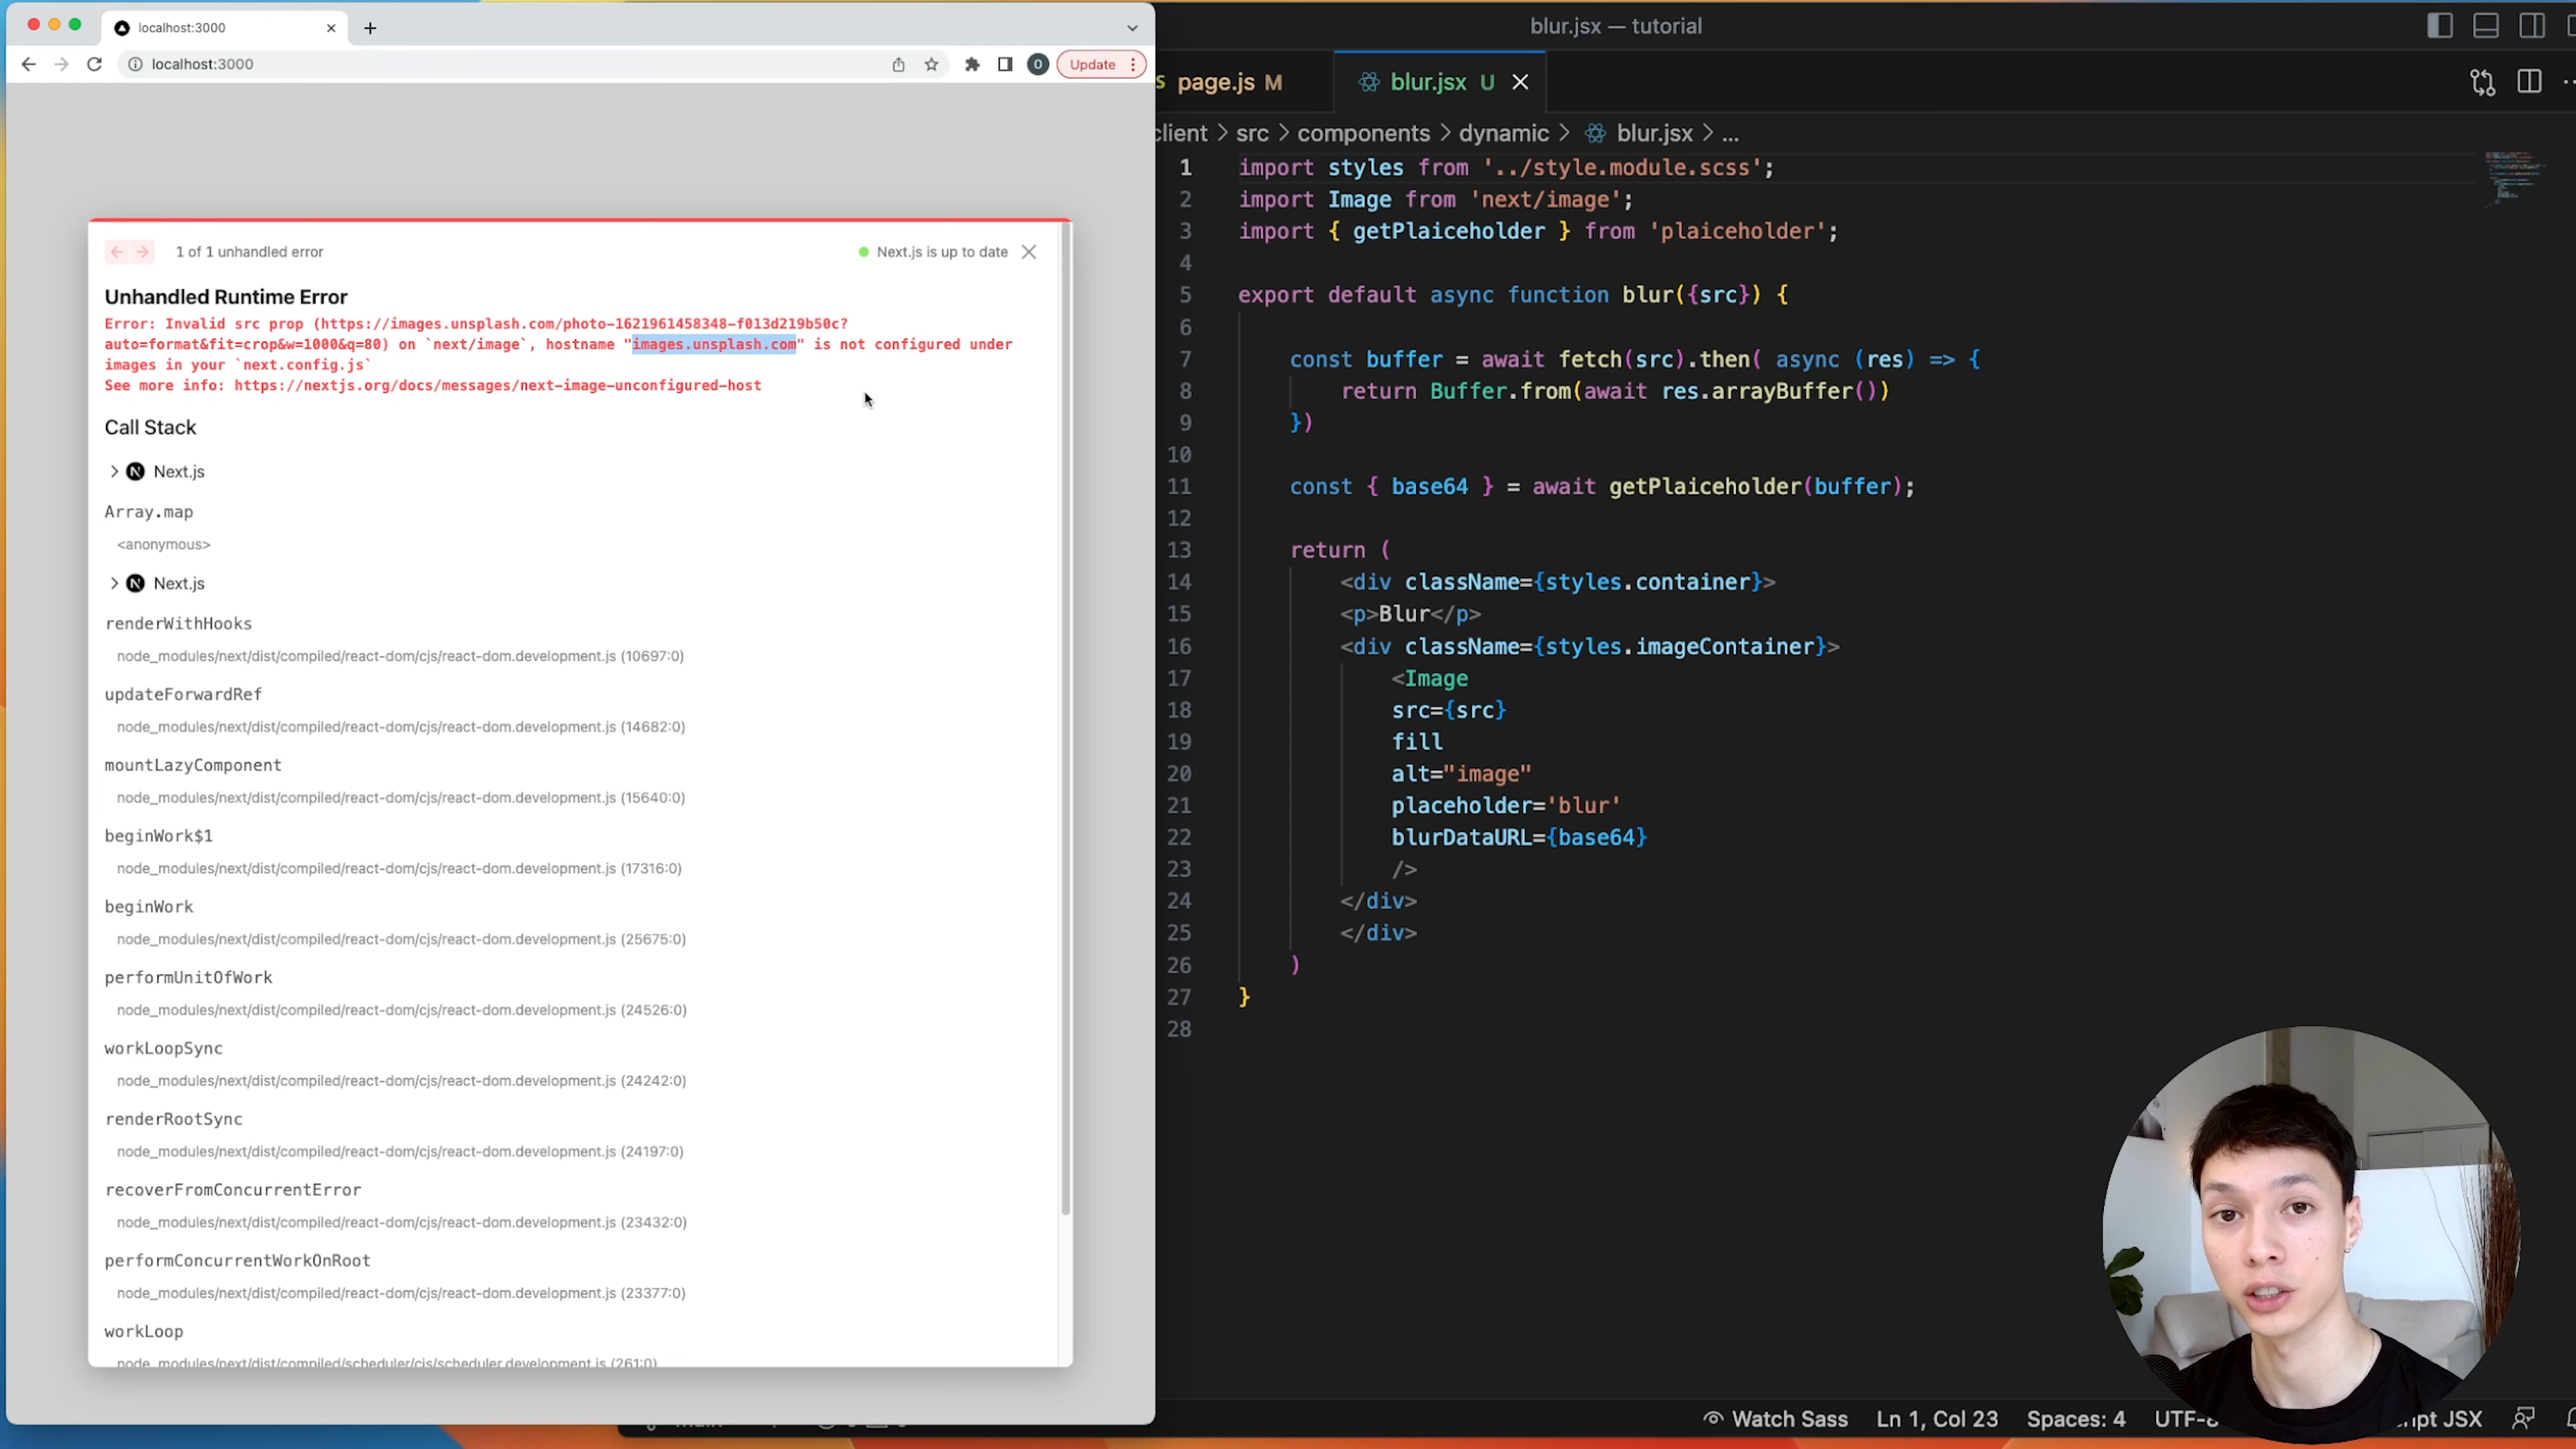 localhost:3000
localhost:3000
O
Update
1 of 1 unhandled error
Next.js is up to date
Unhandled Runtime Error
Error: Invalid src prop (https://images.unsplash.com/photo-1621961458348-f013d219b50c?
auto=format&fit=crop&w=1000&q=80) on `next/image`, hostname "images.unsplash.com" is not configured under
images in your `next.config.js`
See more info: https://nextjs.org/docs/messages/next-image-unconfigured-host
Call Stack
Next.js
Array.map
<anonymous>
Next.js
renderWithHooks
node_modules/next/dist/compiled/react-dom/cjs/react-dom.development.js (10697:0)
updateForwardRef
node_modules/next/dist/compiled/react-dom/cjs/react-dom.development.js (14682:0)
mountLazyComponent
node_modules/next/dist/compiled/react-dom/cjs/react-dom.development.js (15640:0)
beginWork$1
node_modules/next/dist/compiled/react-dom/cjs/react-dom.development.js (17316:0)
beginWork
node_modules/next/dist/compiled/react-dom/cjs/react-dom.development.js (25675:0)
performUnitOfWork
node_modules/next/dist/compiled/react-dom/cjs/react-dom.development.js (24526:0)
workLoopSync
node_modules/next/dist/compiled/react-dom/cjs/react-dom.development.js (24242:0)
renderRootSync
node_modules/next/dist/compiled/react-dom/cjs/react-dom.development.js (24197:0)
recoverFromConcurrentError
node_modules/next/dist/compiled/react-dom/cjs/react-dom.development.js (23432:0)
performConcurrentWorkOnRoot
node_modules/next/dist/compiled/react-dom/cjs/react-dom.development.js (23377:0)
workLoop
node_modules/next/dist/compiled/scheduler/cjs/scheduler.development.js (261:0)
blur.jsx — tutorial
page.js M
blur.jsx U
client > src > components > dynamic > blur.jsx > ...
1 import styles from '../style.module.scss';
2 import Image from 'next/image';
3 import { getPlaiceholder } from 'plaiceholder';
4
5 export default async function blur({src}) {
6
7 const buffer = await fetch(src).then( async (res) => {
8 return Buffer.from(await res.arrayBuffer())
9 })
10
11 const { base64 } = await getPlaiceholder(buffer);
12
13 return (
14 <div className={styles.container}>
15 <p>Blur</p>
16 <div className={styles.imageContainer}>
17 <Image
18 src={src}
19 fill
20 alt="image"
21 placeholder='blur'
22 blurDataURL={base64}
23 />
24 </div>
25 </div>
26 )
27 }
28
Watch Sass Ln 1, Col 23 Spaces: 4 UTF-8 ipt JSX